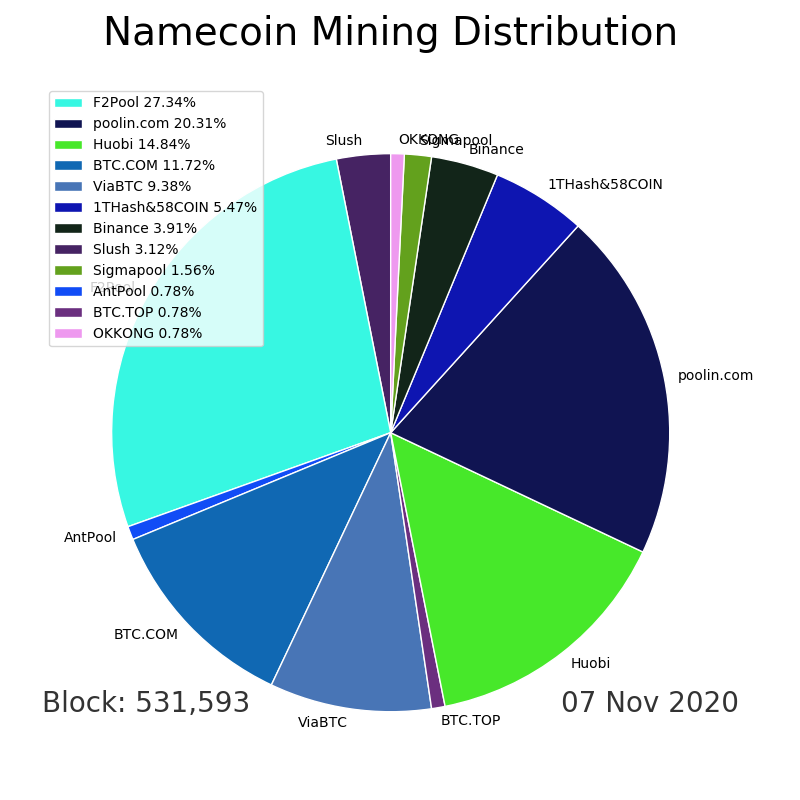 Namecoin Mining Distribution
F2Pool 27.34%
poolin.com 20.31%
Huobi 14.84%
BTC.COM 11.72%
ViaBTC 9.38%
1THash&58COIN 5.47%
Binance 3.91%
Slush 3.12%
Sigmapool 1.56%
AntPool 0.78%
BTC.TOP 0.78%
OKKONG 0.78%
Slush
OKKONG
Sigmapool
Binance
1THash&58COIN
F2Pool
poolin.com
AntPool
BTC.COM
Huobi
ViaBTC
BTC.TOP
Block: 531,593
07 Nov 2020